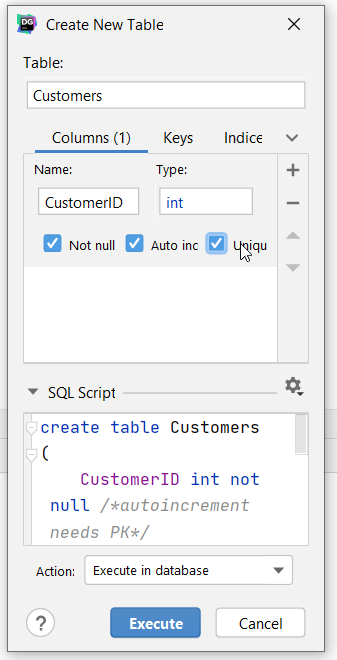 DG
Create New Table
Table:
Customers
Columns (1) Keys Indice
Name: Type:
CustomerID int
Not null Auto inc Uniqu
SQL Script
create table Customers
(
CustomerID int not
null /*autoincrement
needs PK*/
Action: Execute in database
? Execute Cancel